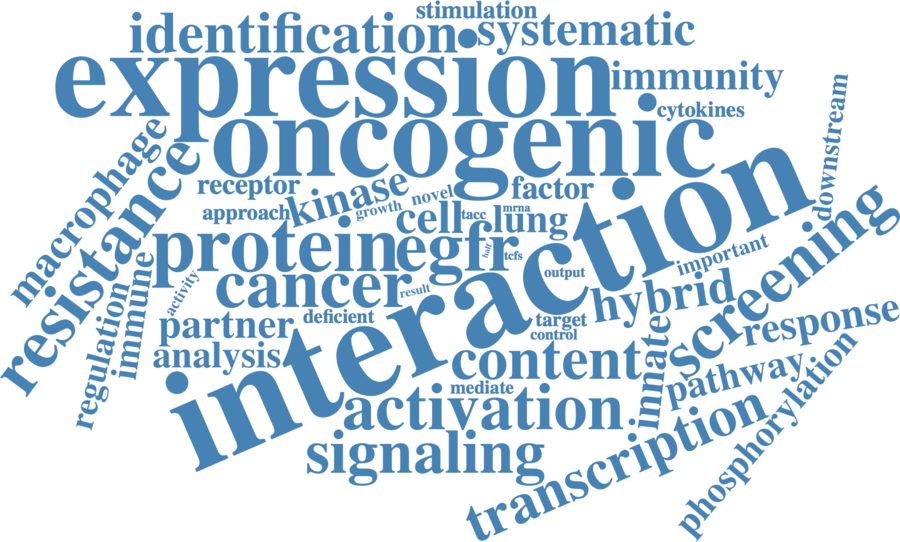 stimulation
identification
systematic
expression
immunity
cytokines
oncogenic
downstream
macrophage
resistance
receptor
kinase
novel
factor
approach
growth
cell
tacc
mrna
lung
interaction
protein
egfr
half
tcfs
screening
important
output
cancer
result
activity
immune
regulation
hybrid
partner
deficient
target
control
response
analysis
content
innate
pathway
mediate
activation
phosphorylation
signaling
transcription